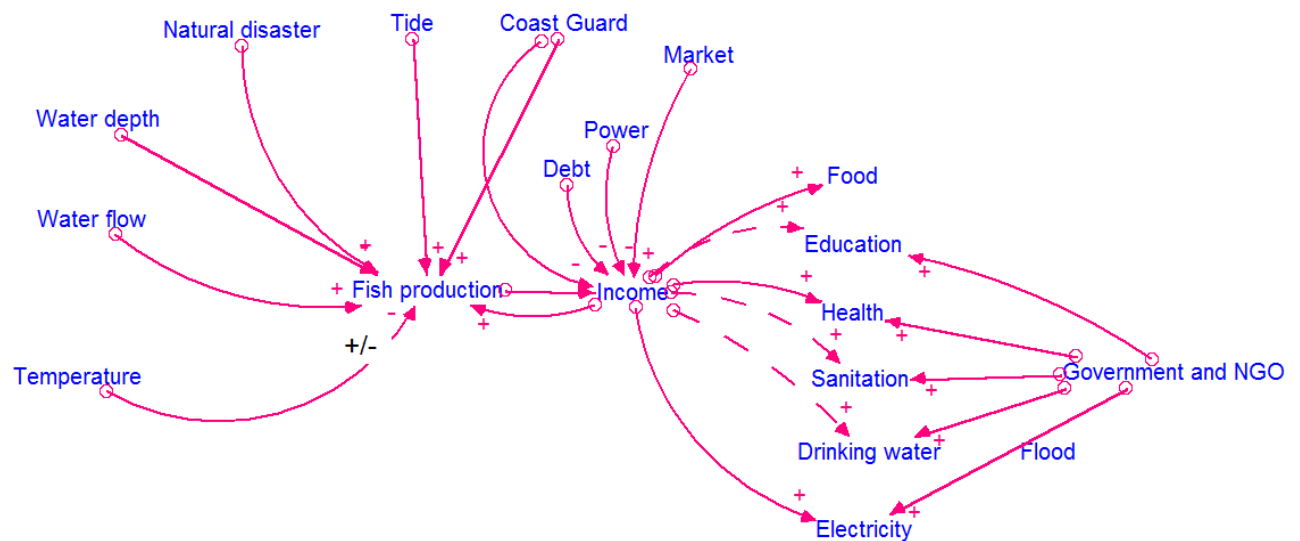 Natural disaster
Tide
Coast Guard
Market
Water depth
Power
Debt
+ Food
+
Water flow
Education
+ + + - - - + +
+ Fish production Income +
- Health
+ +
+/- +
Temperature Sanitation Government and NGO
+
+
Drinking water + Flood
+
Electricity +